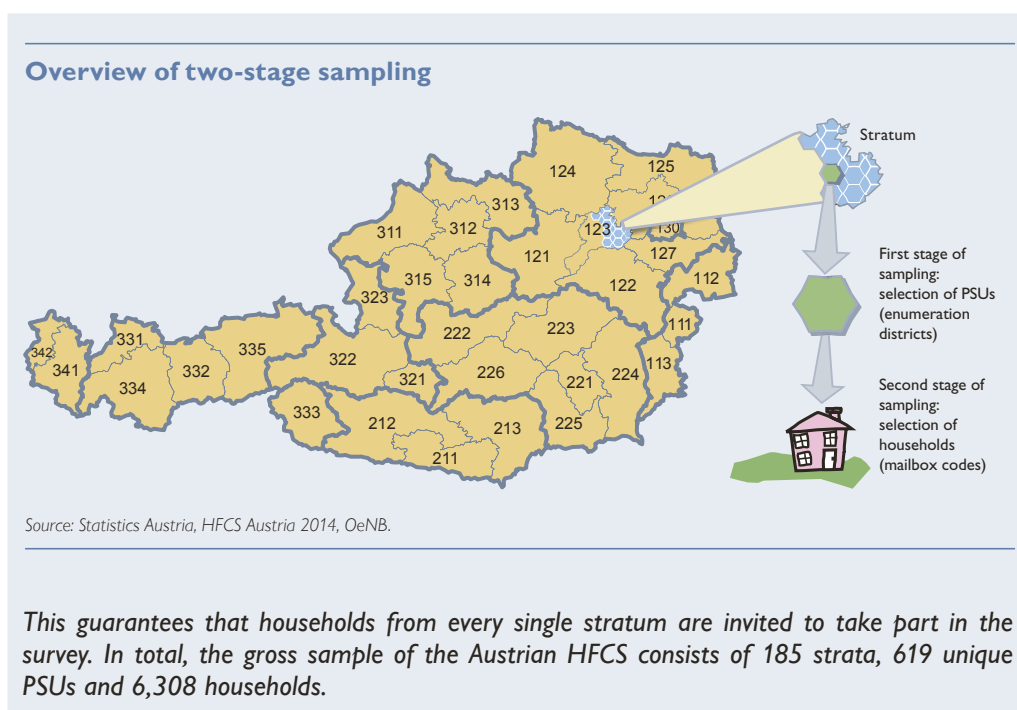 Overview of two-stage sampling
Stratum
124
125
313
312
311
123
130
121
127
315
314
112
122
323
222
223
111
342
331
335
341
322
332
226
113
334
321
221
224
333
212
213
225
211
First stage of
sampling:
selection of PSUs
(enumeration
districts)
Second stage of
sampling:
selection of
households
(mailbox codes)
Source: Statistics Austria, HFCS Austria 2014, OeNB.
This guarantees that households from every single stratum are invited to take part in the
survey. In total, the gross sample of the Austrian HFCS consists of 185 strata, 619 unique
PSUs and 6,308 households.